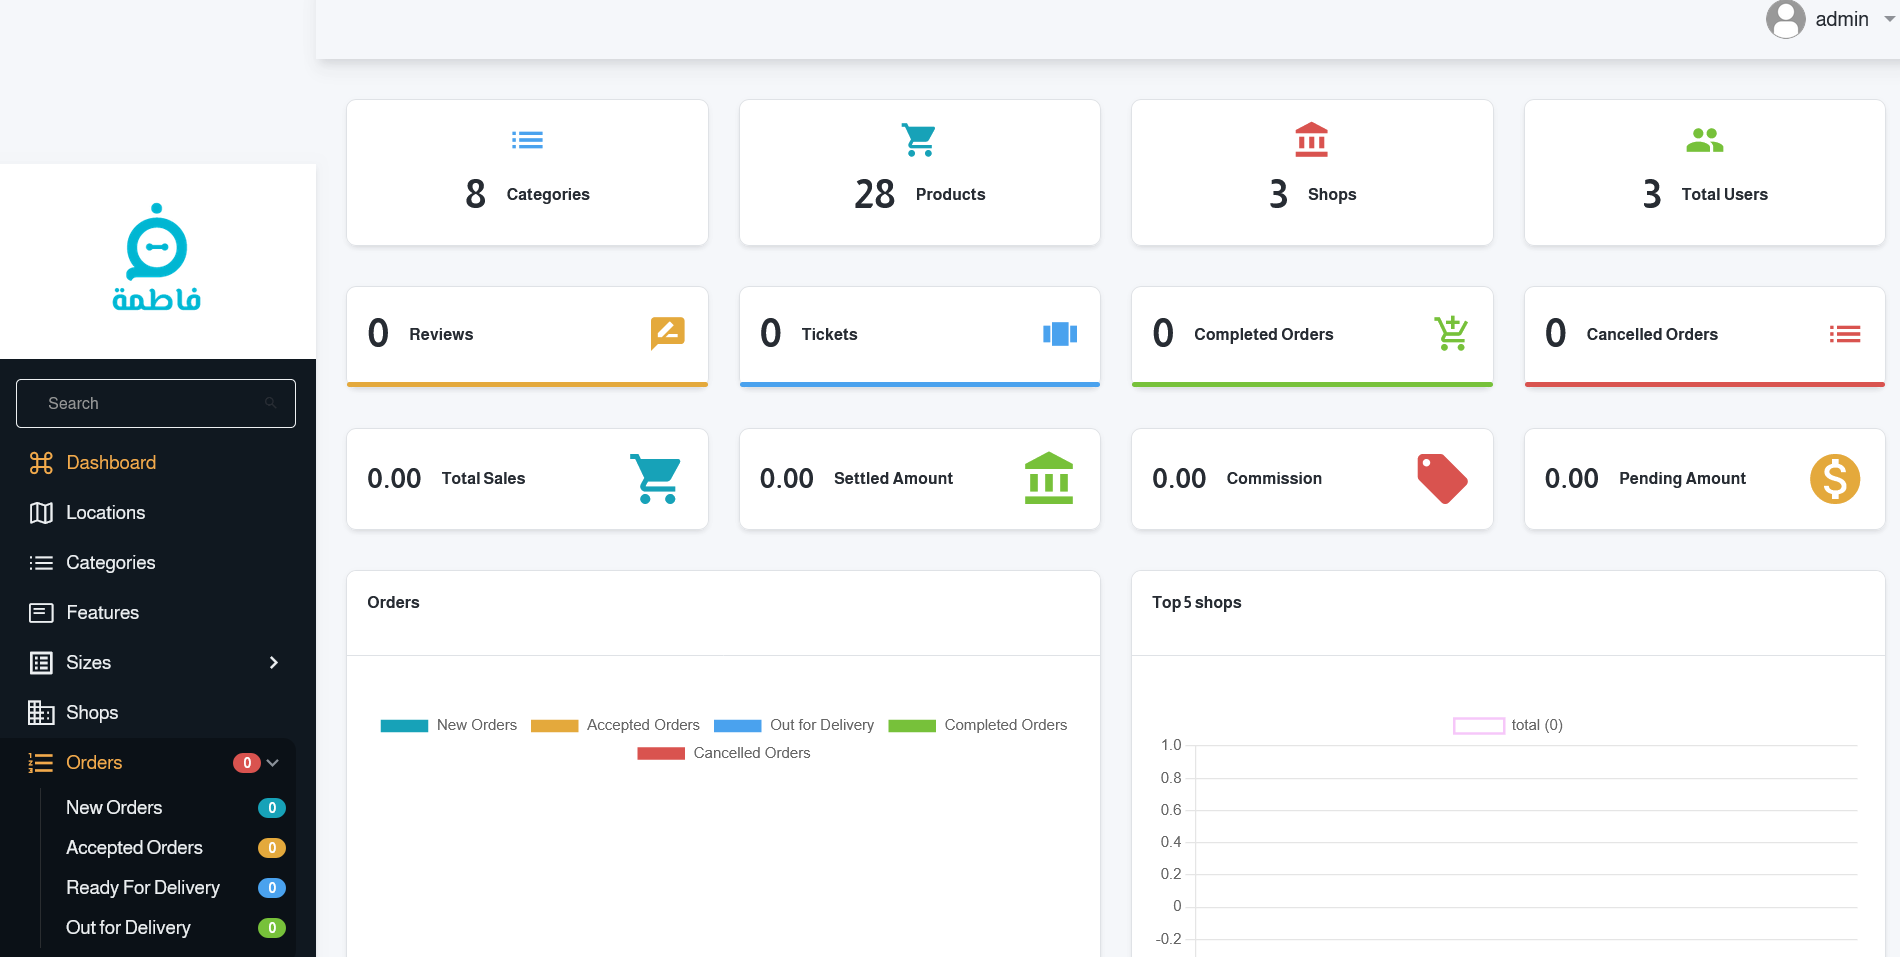 admin
فاطمة
Search
Dashboard
Locations
Categories
Features
Sizes
Shops
Orders 0
New Orders 0
Accepted Orders 0
Ready For Delivery 0
Out for Delivery 0
8 Categories
28 Products
3 Shops
3 Total Users
0 Reviews
0 Tickets
0 Completed Orders
0 Cancelled Orders
0.00 Total Sales
0.00 Settled Amount
0.00 Commission
0.00 Pending Amount
Orders
New Orders Accepted Orders Out for Delivery Completed Orders
Cancelled Orders
Top 5 shops
total (0)
1.0
0.8
0.6
0.4
0.2
0
-0.2